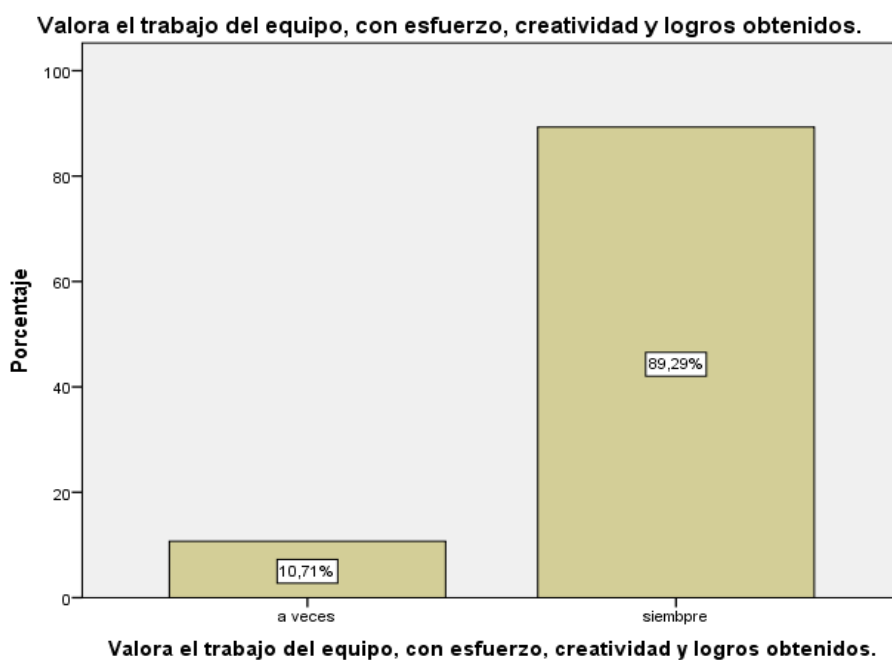 Valora el trabajo del equipo, con esfuerzo, creatividad y logros obtenidos.
100
80
60
40
20
0
Porcentaje
10,71%
89,29%
a veces
siembpre
Valora el trabajo del equipo, con esfuerzo, creatividad y logros obtenidos.